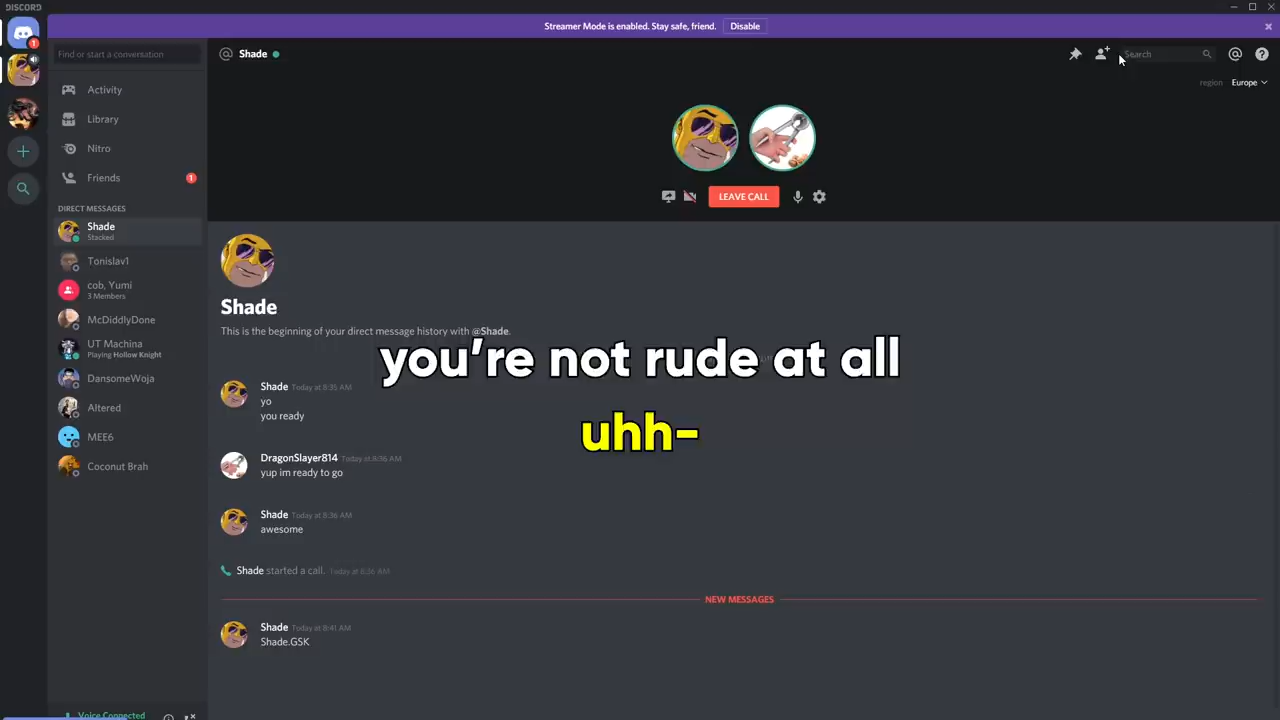 DISCORD
Streamer Mode is enabled. Stay safe, friend. Disable
Find or start a conversation
Shade
Search
region Europe
Activity
Library
Nitro
Friends 1
1
DIRECT MESSAGES
Shade
Stacked
Tonislav1
cob, Yumi
3 Members
McDiddlyDone
UT Machina
Playing Hollow Knight
DansomeWoja
Altered
MEE6
Coconut Brah
Voice Connected
LEAVE CALL
Shade
This is the beginning of your direct message history with @Shade.
you're not rude at all
uhh-
Shade Today at 8:35 AM
yo
you ready
DragonSlayer814 Today at 8:36 AM
yup im ready to go
Shade Today at 8:36 AM
awesome
Shade started a call. Today at 8:36 AM
NEW MESSAGES
Shade Today at 8:41 AM
Shade.GSK